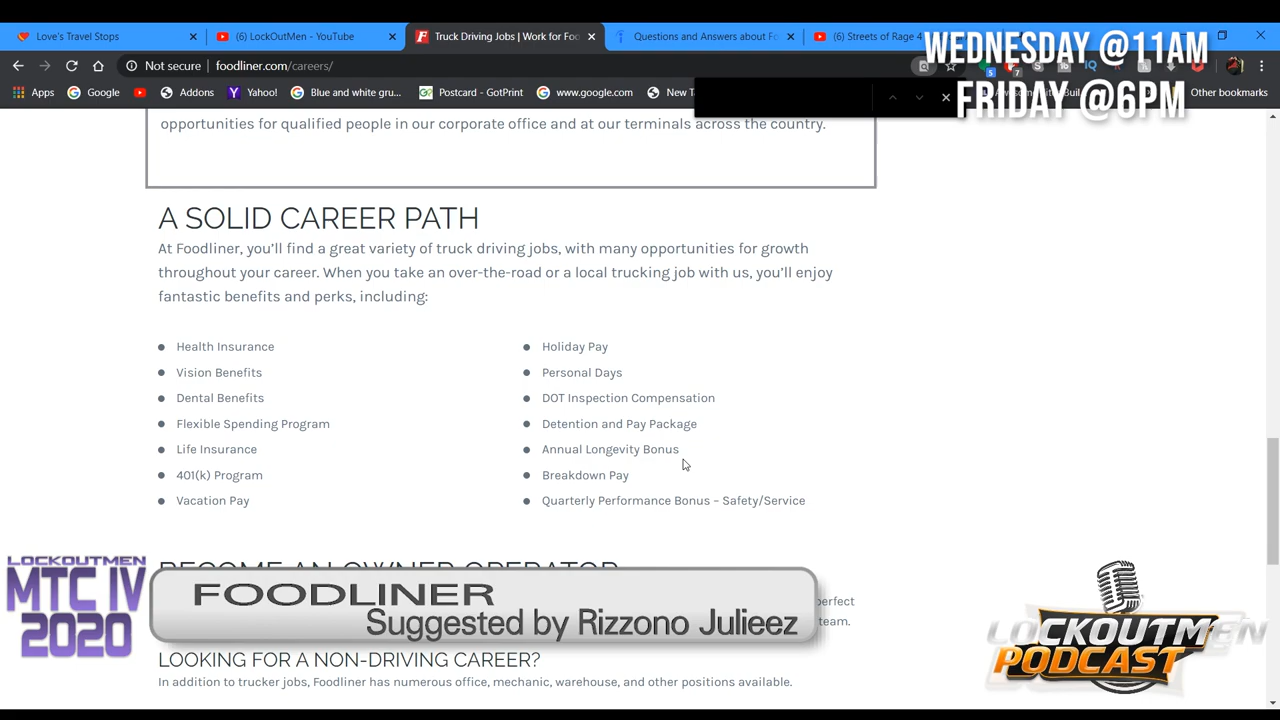 Love's Travel Stops
(6) LockOutMen - YouTube
Truck Driving Jobs | Work for Foo
Questions and Answers about Fo
(6) Streets of Rage 4
WEDNESDAY @11AM
FRIDAY @6PM
Not secure
foodliner.com/careers/
Apps
Google
Addons
Yahoo!
Blue and white gru...
Postcard - GotPrint
www.google.com
New T
Other bookmarks
opportunities for qualified people in our corporate office and at our terminals across the country.
A SOLID CAREER PATH
At Foodliner, you'll find a great variety of truck driving jobs, with many opportunities for growth
throughout your career. When you take an over-the-road or a local trucking job with us, you'll enjoy
fantastic benefits and perks, including:
Health Insurance
Vision Benefits
Dental Benefits
Flexible Spending Program
Life Insurance
401(k) Program
Vacation Pay
Holiday Pay
Personal Days
DOT Inspection Compensation
Detention and Pay Package
Annual Longevity Bonus
Breakdown Pay
Quarterly Performance Bonus – Safety/Service
BECOME AN OWNER OPERATOR
perfect
team.
LOCKOUTMEN
MTC IV
2020
FOODLINER
Suggested by Rizzono Julieez
LOCKOUTMEN
PODCAST
LOOKING FOR A NON-DRIVING CAREER?
In addition to trucker jobs, Foodliner has numerous office, mechanic, warehouse, and other positions available.